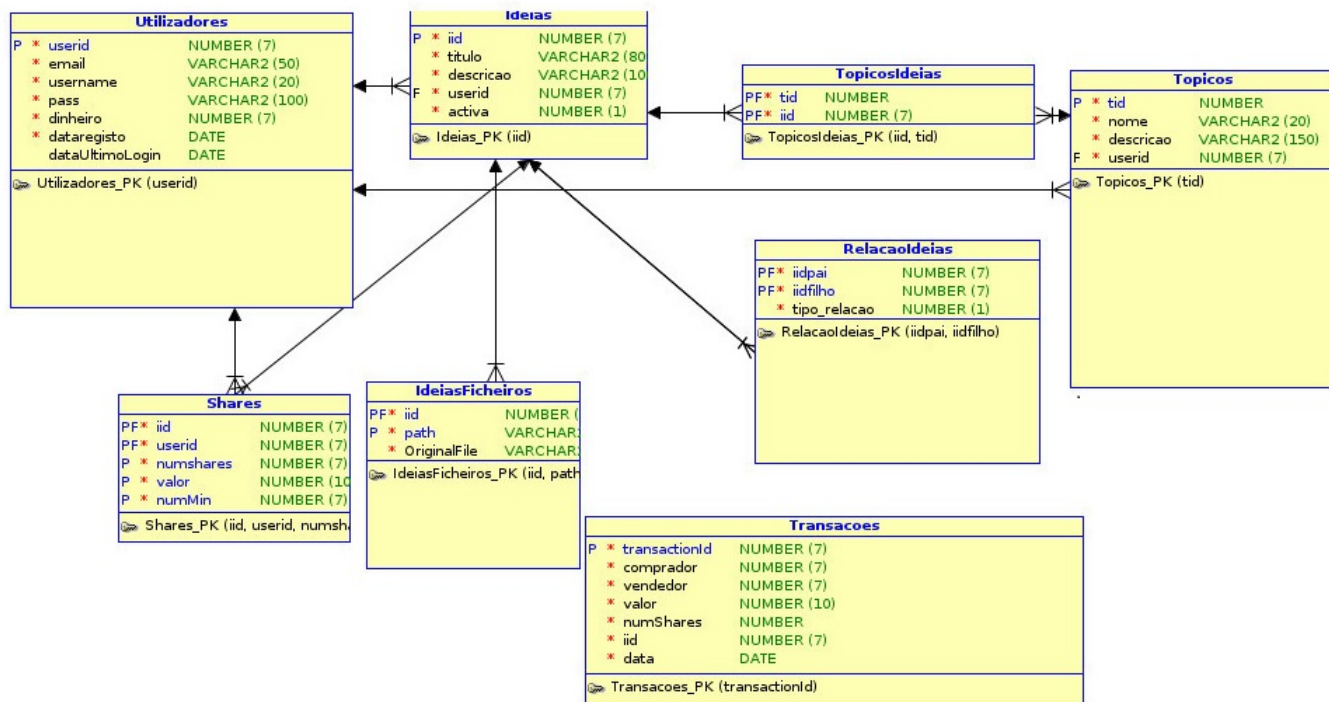 Utilizadores
P * userid NUMBER (7)
* email VARCHAR2 (50)
* username VARCHAR2 (20)
* pass VARCHAR2 (100)
* dinheiro NUMBER (7)
* dataregisto DATE
dataUltimoLogin DATE
Utilizadores_PK (userid)
Ideias
P * iid NUMBER (7)
* titulo VARCHAR2 (80
* descricao VARCHAR2 (10
F * userid NUMBER (7)
* activa NUMBER (1)
Ideias_PK (iid)
TopicosIdeias
PF* tid NUMBER
PF* iid NUMBER (7)
TopicosIdeias_PK (iid, tid)
Topicos
P * tid NUMBER
* nome VARCHAR2 (20)
* descricao VARCHAR2 (150)
F * userid NUMBER (7)
Topicos_PK (tid)
RelacaoIdeias
PF* iidpai NUMBER (7)
PF* iidfilho NUMBER (7)
* tipo_relacao NUMBER (1)
RelacaoIdeias_PK (iidpai, iidfilho)
Shares
PF* iid NUMBER (7)
PF* userid NUMBER (7)
P * numshares NUMBER (7)
P * valor NUMBER (10
P * numMin NUMBER (7)
Shares_PK (iid, userid, numsh
IdeiasFicheiros
PF* iid NUMBER (
P * path VARCHAR
* OriginalFile VARCHAR
IdeiasFicheiros_PK (iid, path
Transacoes
P * transactionId NUMBER (7)
* comprador NUMBER (7)
* vendedor NUMBER (7)
* valor NUMBER (10)
* numShares NUMBER
* iid NUMBER (7)
* data DATE
Transacoes_PK (transactionId)